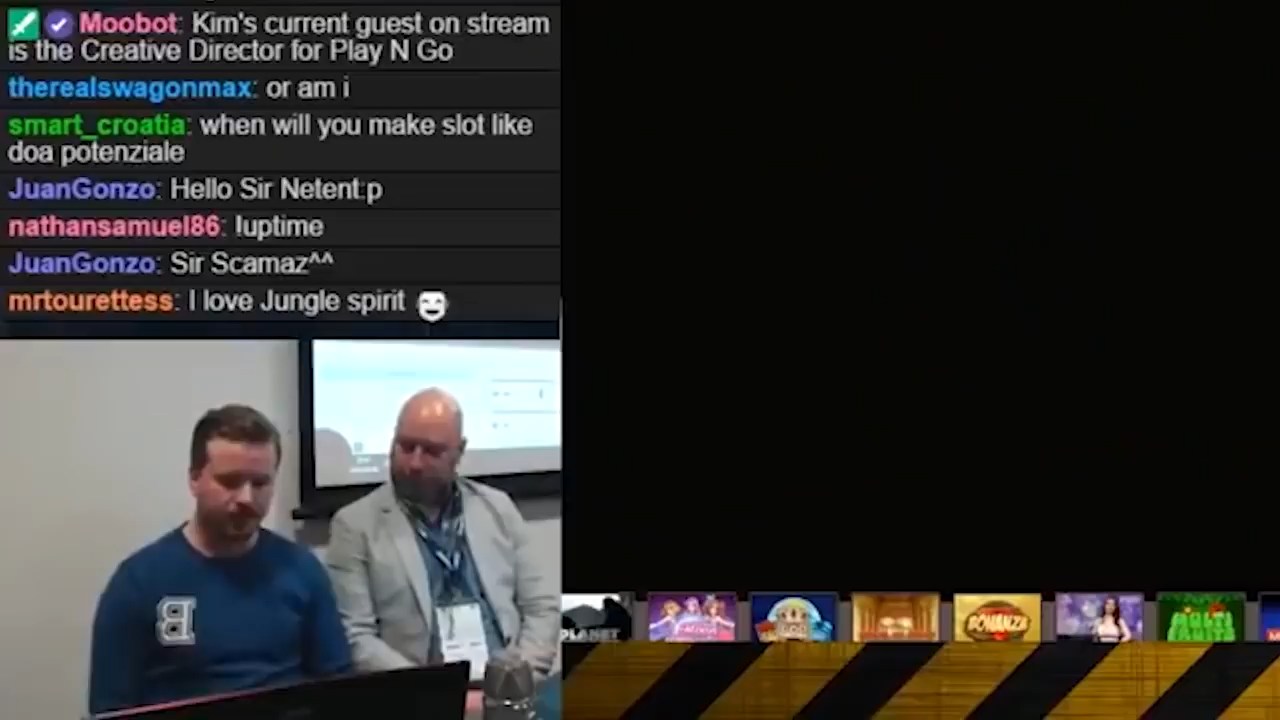 Moobot: Kim's current guest on stream
is the Creative Director for Play N Go
therealswagonmax: or am i
smart_croatia: when will you make slot like
doa potenziale
JuanGonzo: Hello Sir Netent:p
nathansamuel86: !uptime
JuanGonzo: Sir Scamaz^^
mrtourettess: I love Jungle spirit
B
PLANET
BONANZA
MULTI
FRUITS